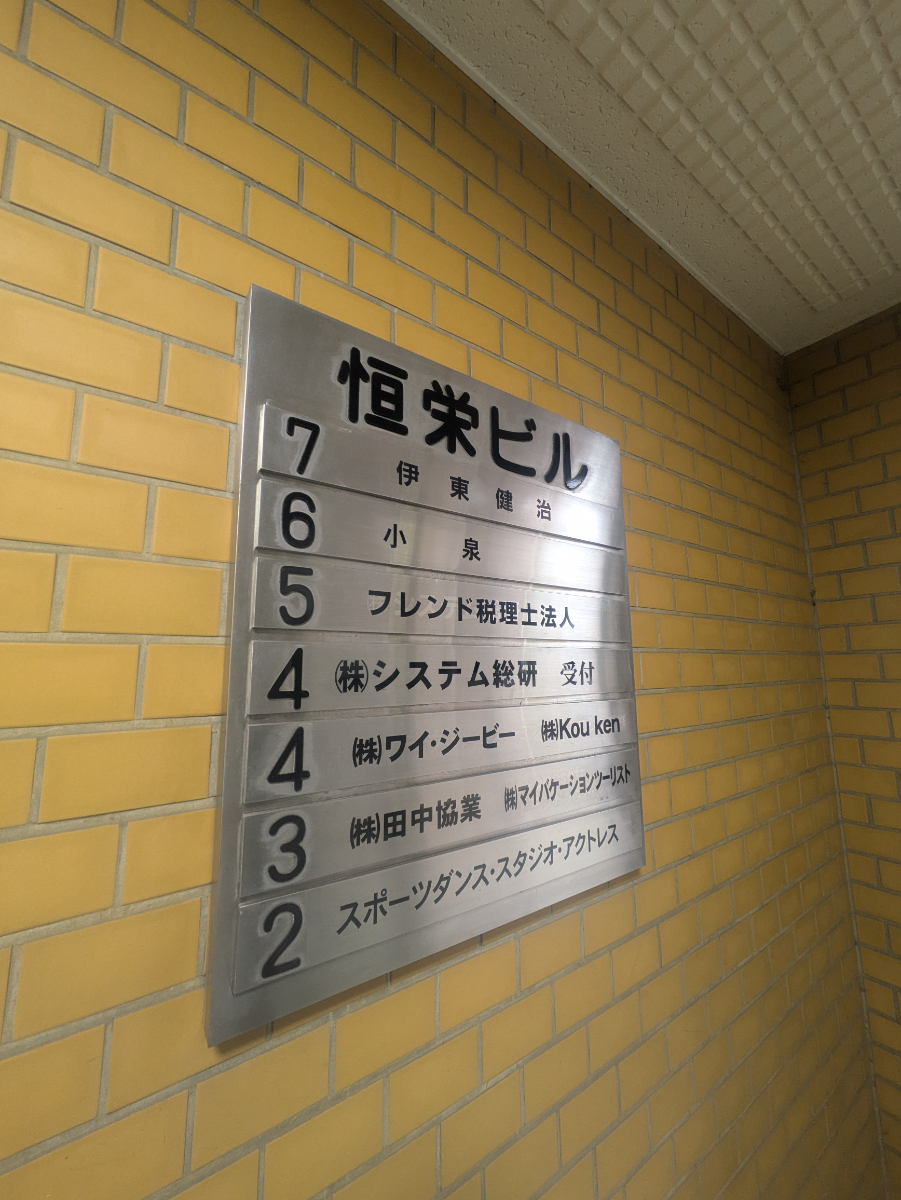 恒栄ビル
7 伊東健治
6 小泉
5 フレンド税理士法人
4 ㈱システム総研 受付
4 ㈱ワイ・ジービー ㈱Kou ken
3 ㈱田中協業 ㈱マイバケーションツーリスト
2 スポーツダンス・スタジオ・アクトレス